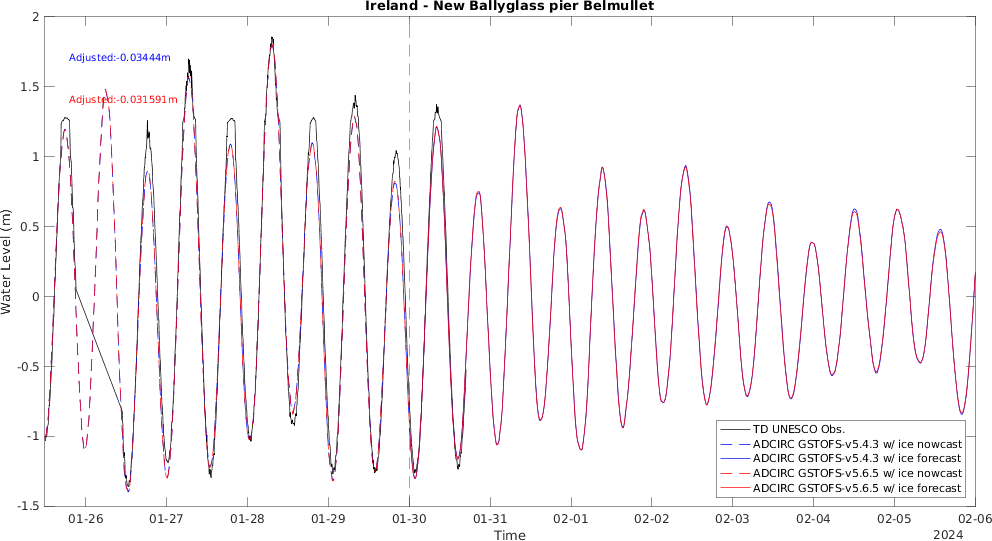 Ireland - New Ballyglass pier Belmullet
Adjusted:-0.03444m
Adjusted:-0.031591m
Water Level (m)
2
1.5
1
0.5
0
-0.5
-1
-1.5
TD UNESCO Obs.
ADCIRC GSTOFS-v5.4.3 w/ ice nowcast
ADCIRC GSTOFS-v5.4.3 w/ ice forecast
ADCIRC GSTOFS-v5.6.5 w/ ice nowcast
ADCIRC GSTOFS-v5.6.5 w/ ice forecast
01-26 01-27 01-28 01-29 01-30 01-31 02-01 02-02 02-03 02-04 02-05 02-06
Time
2024